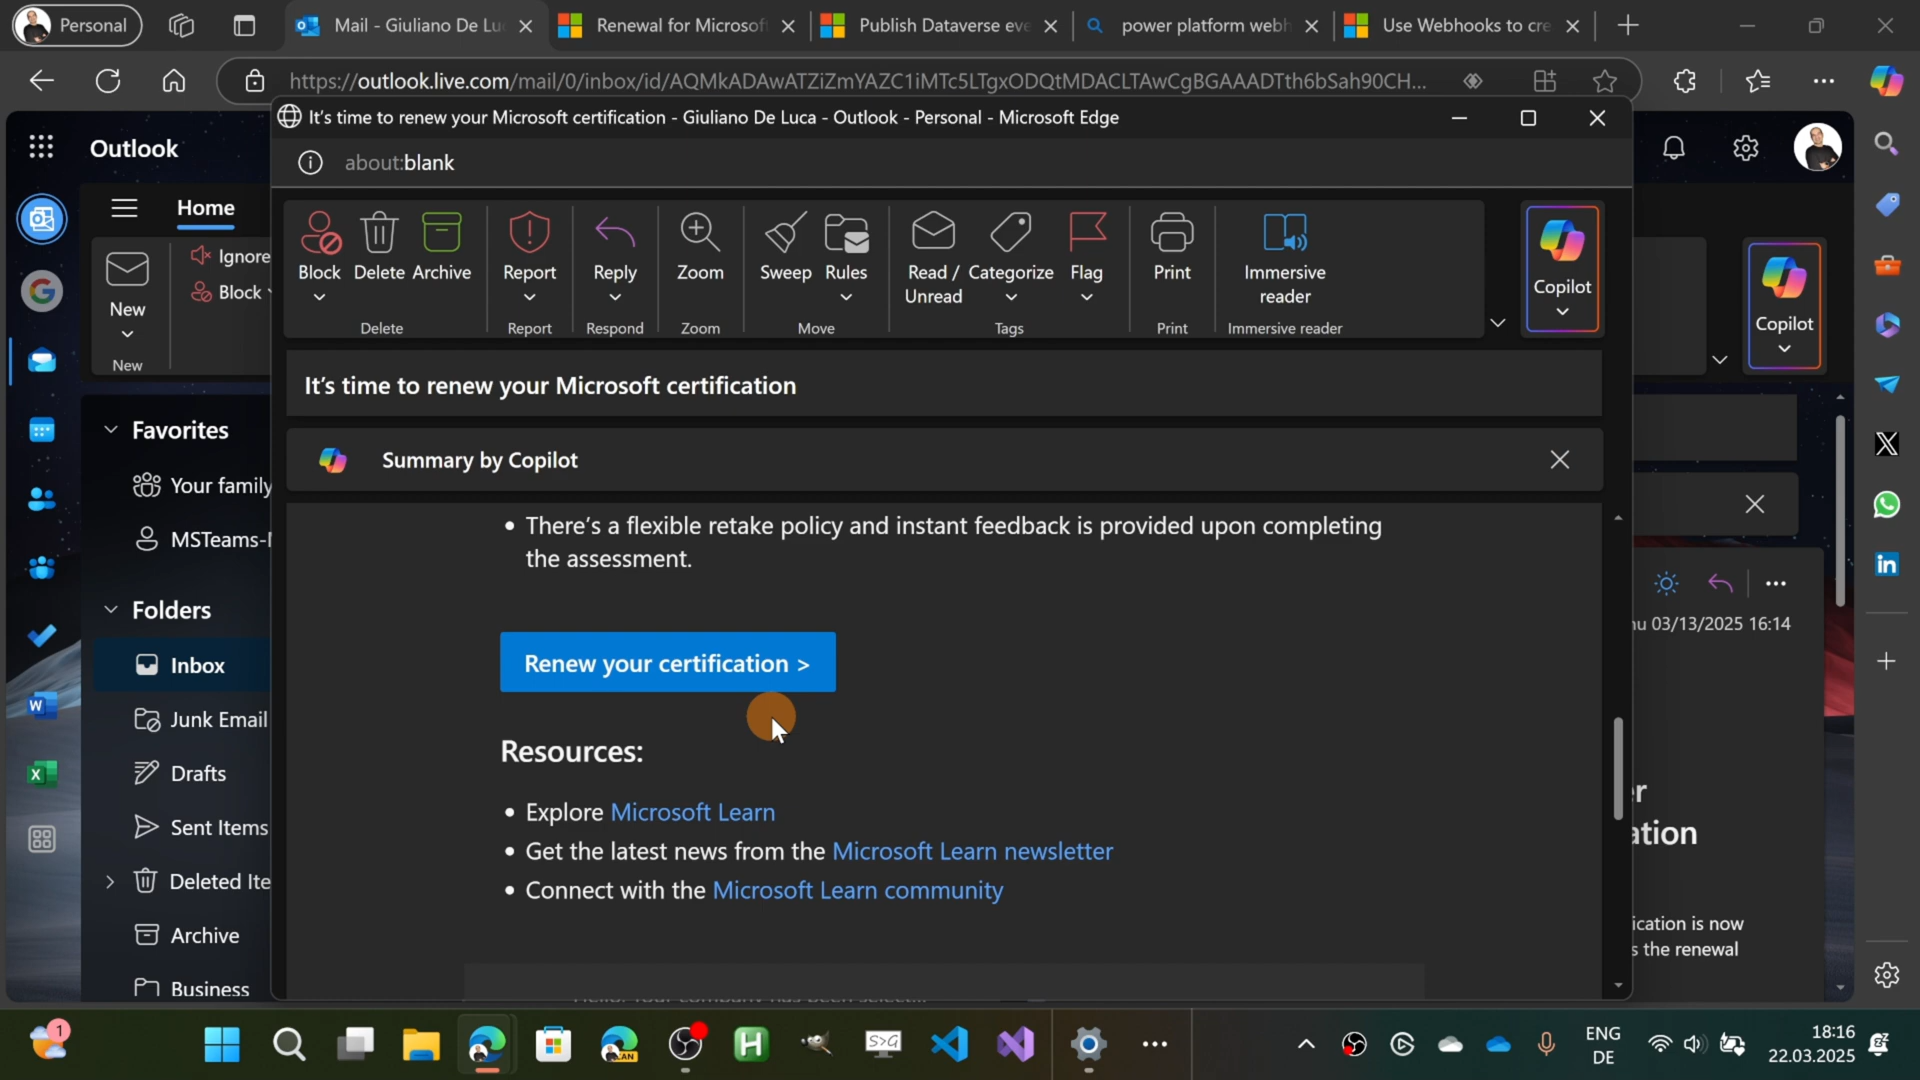 Personal
Mail - Giuliano De Lu
Renewal for Microsof
Publish Dataverse eve
power platform webh
Use Webhooks to cre
https://outlook.live.com/mail/0/inbox/id/AQMkADAwATZiZmYAZC1iMTc5LTgxODQtMDACLTAwCgBGAAADTth6bSah90CH...
It's time to renew your Microsoft certification - Giuliano De Luca - Outlook - Personal - Microsoft Edge
about:blank
Outlook
Home
New
New
Ignore
Block
Block
Delete
Archive
Delete
Report
Report
Reply
Respond
Zoom
Zoom
Sweep
Rules
Move
Read / Unread
Categorize
Flag
Tags
Print
Print
Immersive reader
Immersive reader
Copilot
Copilot
It's time to renew your Microsoft certification
Summary by Copilot
Favorites
Your family
MSTeams-
Folders
Inbox
Junk Email
Drafts
Sent Items
Deleted Ite
Archive
Business
• There's a flexible retake policy and instant feedback is provided upon completing
the assessment.
Renew your certification >
Resources:
• Explore Microsoft Learn
• Get the latest news from the Microsoft Learn newsletter
• Connect with the Microsoft Learn community
03/13/2025 16:14
ation
ication is now
s the renewal
1
ENG
DE
18:16
22.03.2025